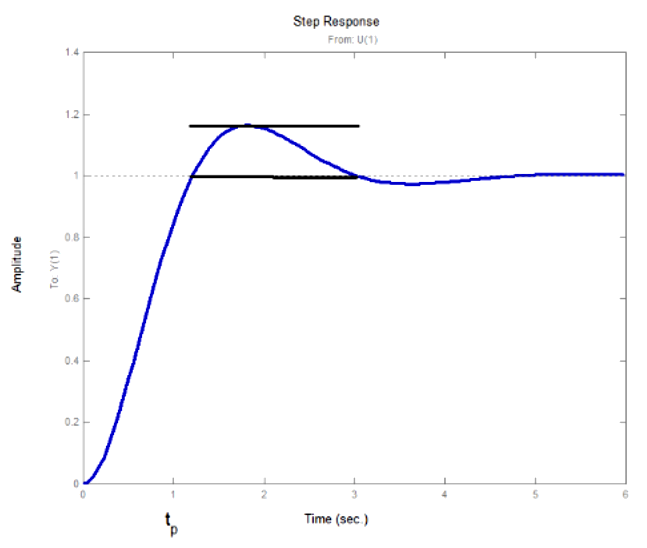 Step Response
From: U(1)
1.4
1.2
1
0.8
0.6
0.4
0.2
0
Amplitude
To: Y(1)
0 1 2 3 4 5 6
tp
Time (sec.)